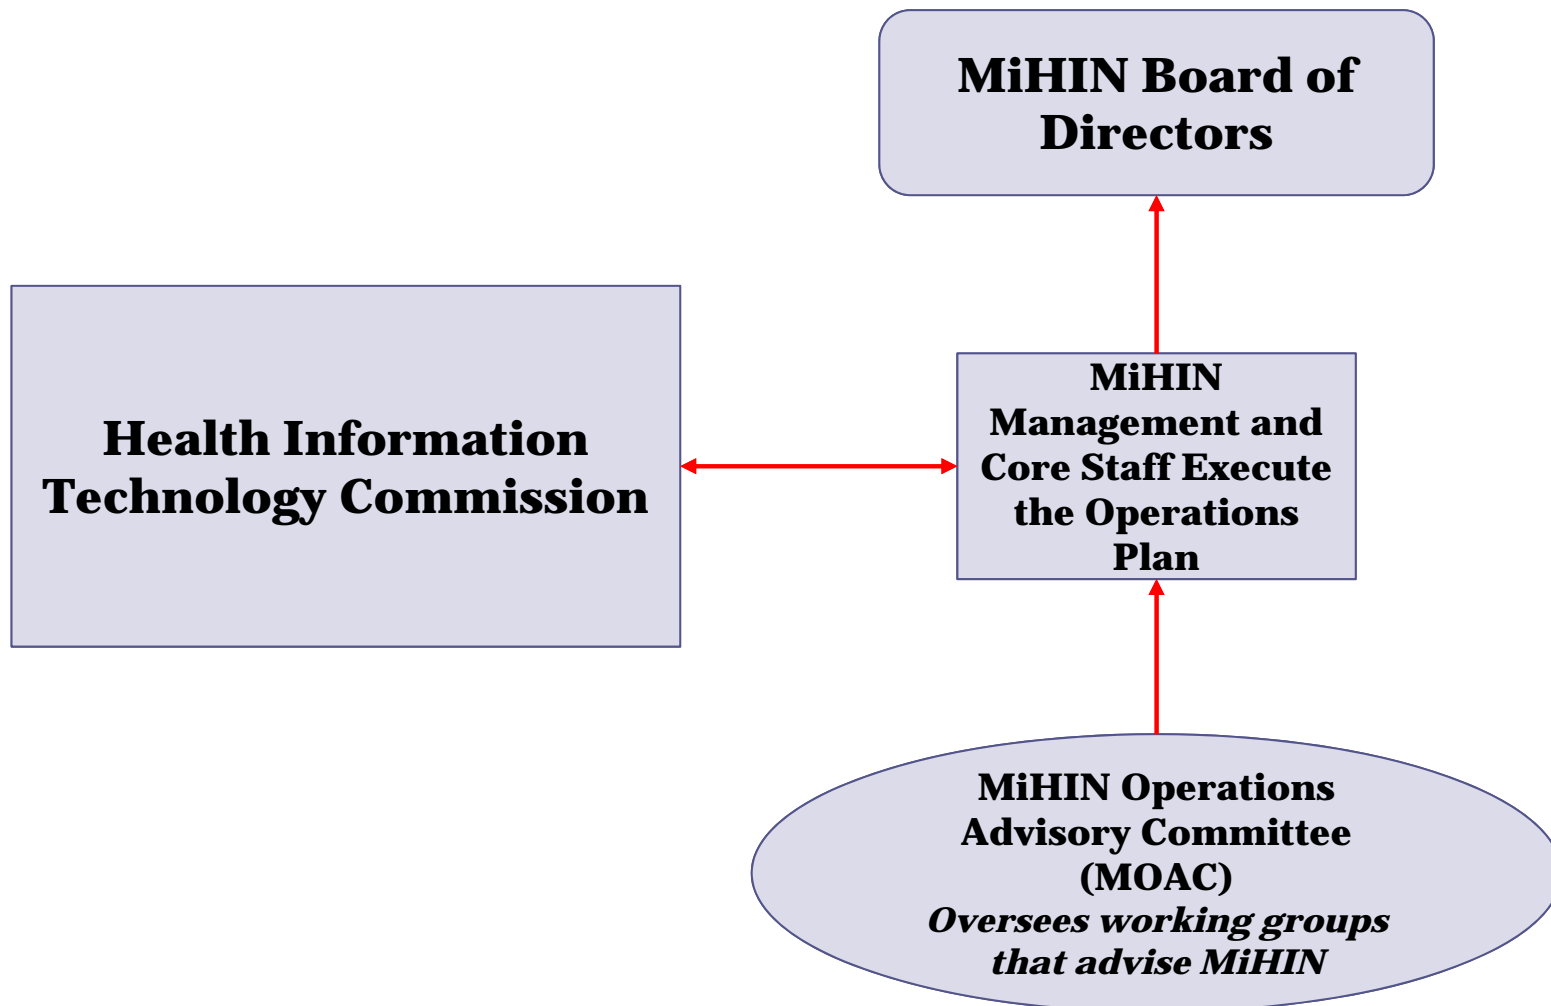 MiHIN Board of
Directors
Health Information
Technology Commission
MiHIN
Management and
Core Staff Execute
the Operations
Plan
MiHIN Operations
Advisory Committee
(MOAC)
Oversees working groups
that advise MiHIN